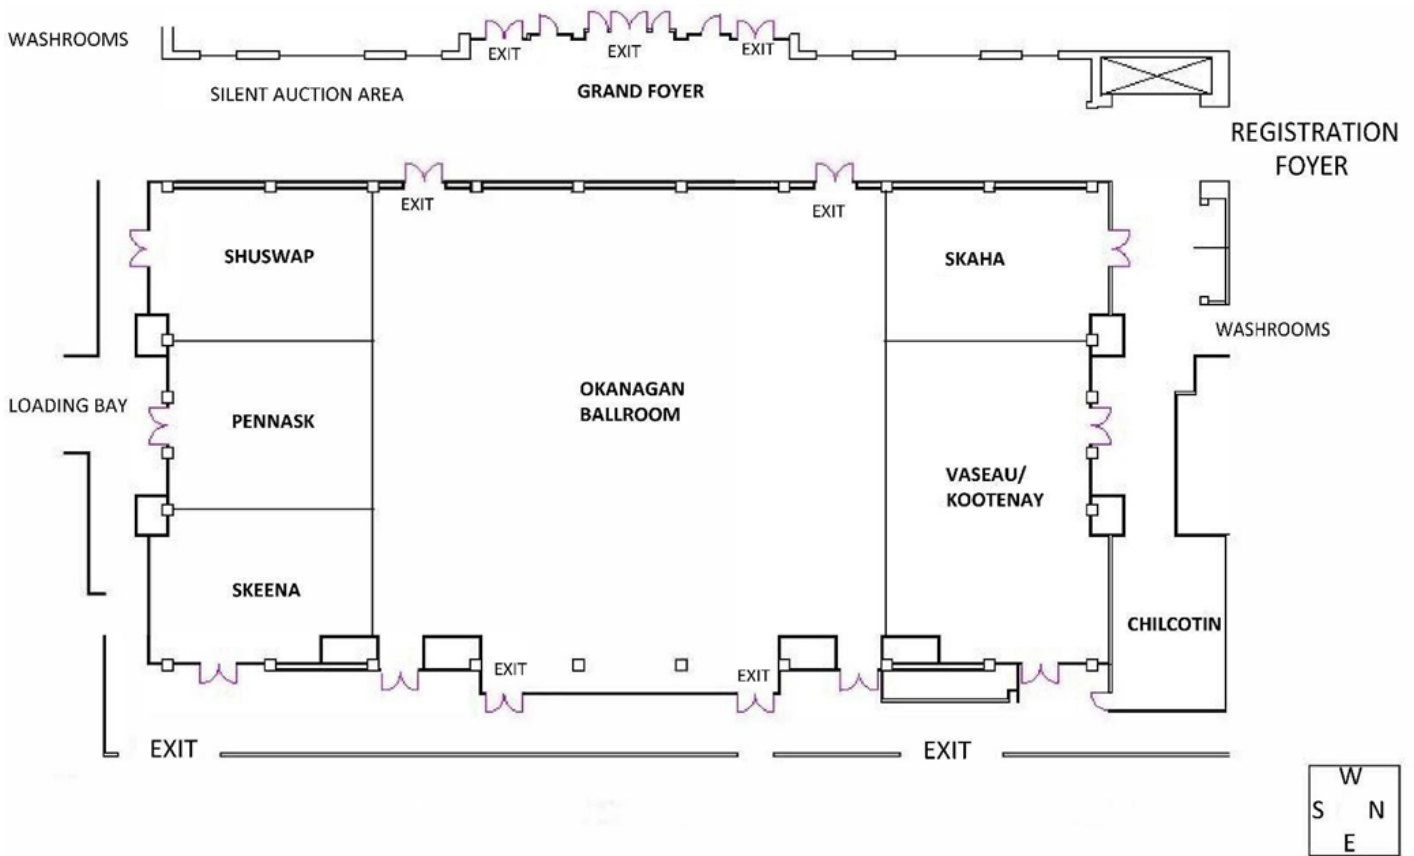 WASHROOMS
EXIT
EXIT
EXIT
SILENT AUCTION AREA
GRAND FOYER
REGISTRATION
FOYER
EXIT
EXIT
SHUSWAP
SKAHA
WASHROOMS
LOADING BAY
PENNASK
OKANAGAN
BALLROOM
VASEAU/
KOOTENAY
SKEENA
CHILCOTIN
EXIT
EXIT
EXIT
EXIT
W
S N
E